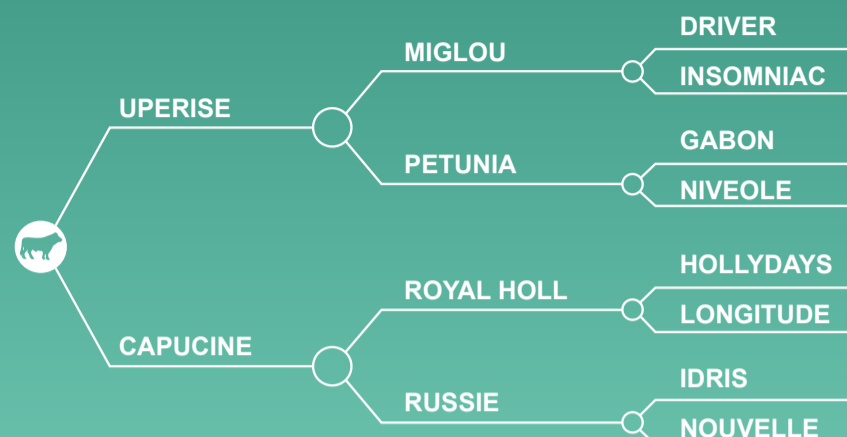 DRIVER
MIGLOU
INSOMNIAC
UPERISE
GABON
PETUNIA
NIVEOLE
HOLLYDAYS
ROYAL HOLL
LONGITUDE
CAPUCINE
IDRIS
RUSSIE
NOUVELLE